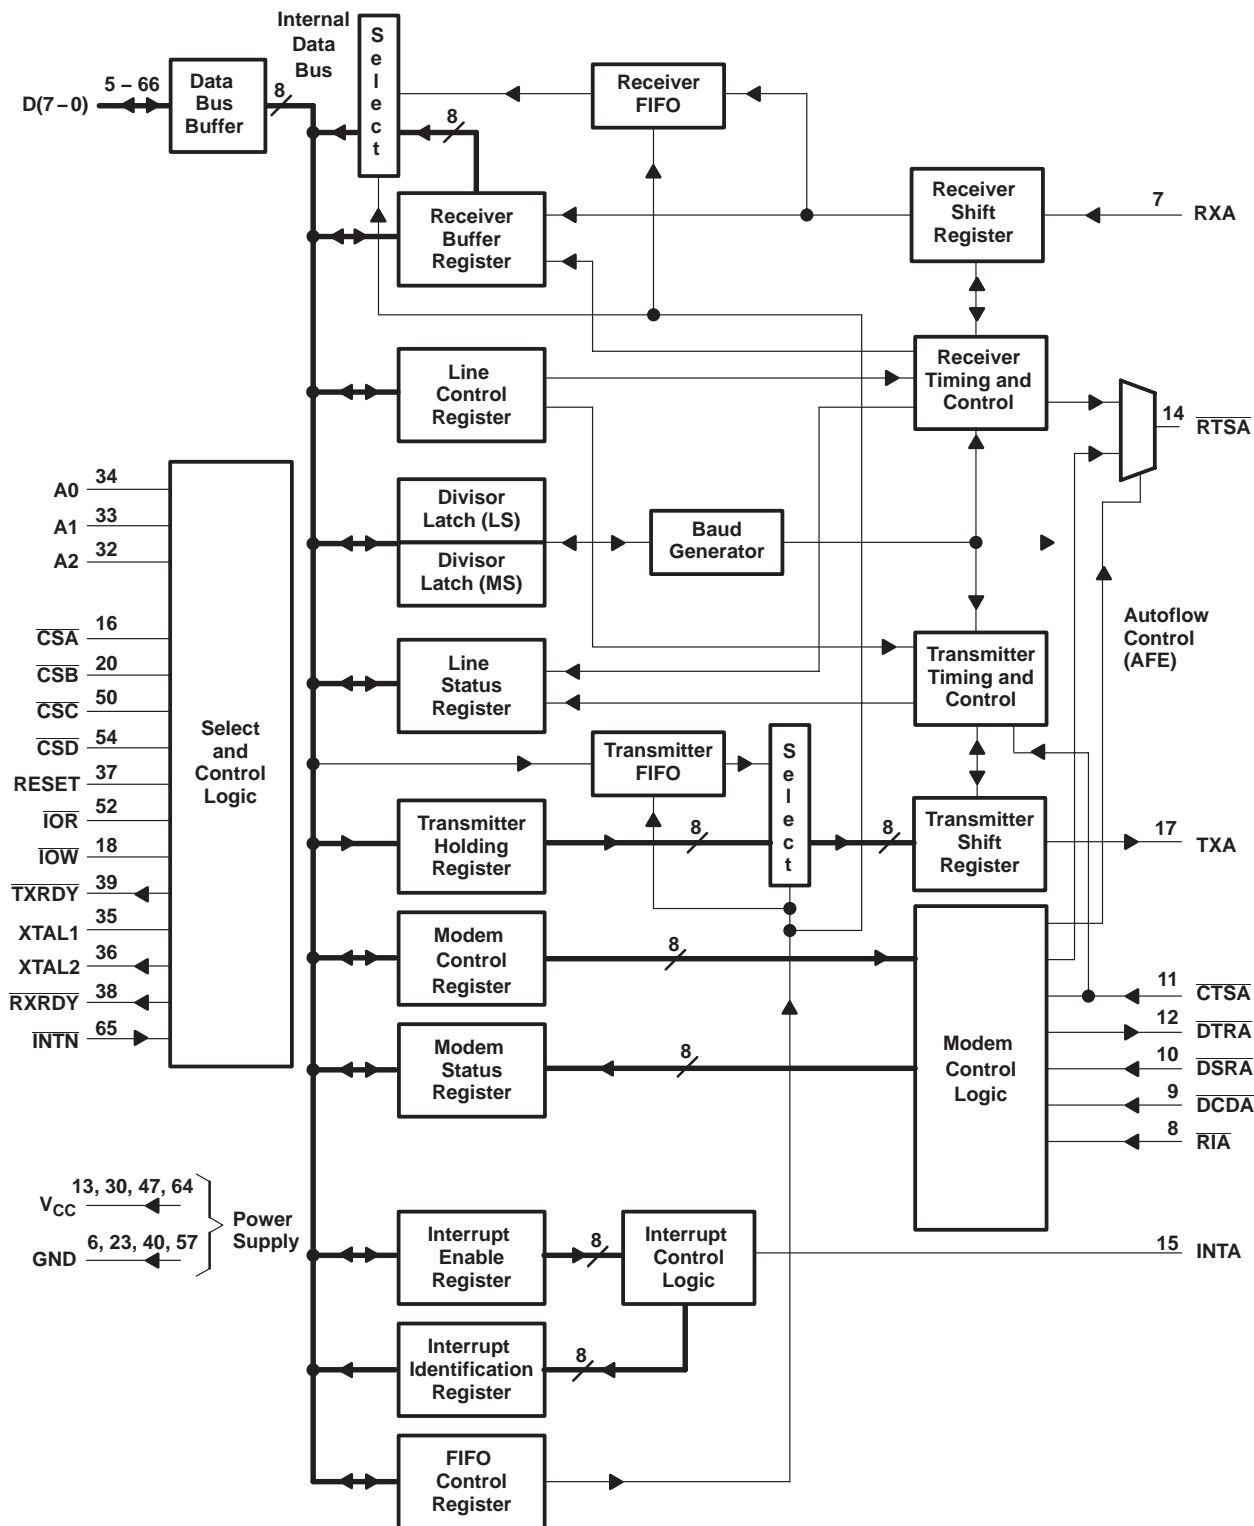 Internal
Data
Bus
S
e
l
e
c
t
5 – 66
D(7 – 0)
Data
Bus
Buffer
8
8
Receiver
FIFO
Receiver
Buffer
Register
Receiver
Shift
Register
7
RXA
Line
Control
Register
Receiver
Timing and
Control
14
RTSA
A0
34
A1
33
A2
32
CSA
16
CSB
20
CSC
50
CSD
54
RESET
37
IOR
52
IOW
18
TXRDY
39
XTAL1
35
XTAL2
36
RXRDY
38
INTN
65
Select
and
Control
Logic
Divisor
Latch (LS)
Divisor
Latch (MS)
Baud
Generator
Autoflow
Control
(AFE)
Line
Status
Register
Transmitter
Timing and
Control
Transmitter
FIFO
S
e
l
e
c
t
Transmitter
Holding
Register
8
8
Transmitter
Shift
Register
17
TXA
Modem
Control
Register
8
Modem
Status
Register
8
Modem
Control
Logic
11
CTSA
12
DTRA
10
DSRA
9
DCDA
8
RIA
VCC
13, 30, 47, 64
GND
6, 23, 40, 57
Power
Supply
Interrupt
Enable
Register
8
Interrupt
Control
Logic
15
INTA
Interrupt
Identification
Register
8
FIFO
Control
Register